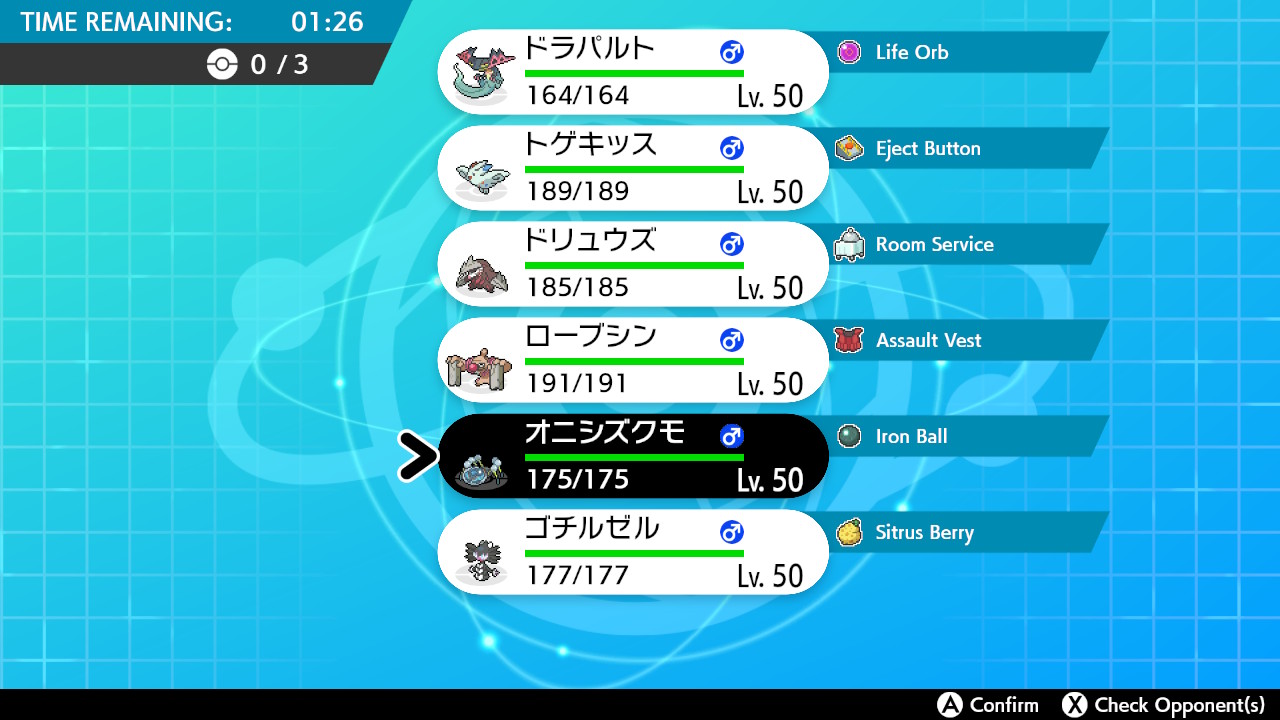 TIME REMAINING: 01:26
0 / 3
ドラパルト
164/164 Lv. 50
Life Orb
トゲキッス
189/189 Lv. 50
Eject Button
ドリュウズ
185/185 Lv. 50
Room Service
ローブシン
191/191 Lv. 50
Assault Vest
オニシズクモ
175/175 Lv. 50
Iron Ball
ゴチルゼル
177/177 Lv. 50
Sitrus Berry
A Confirm X Check Opponent(s)